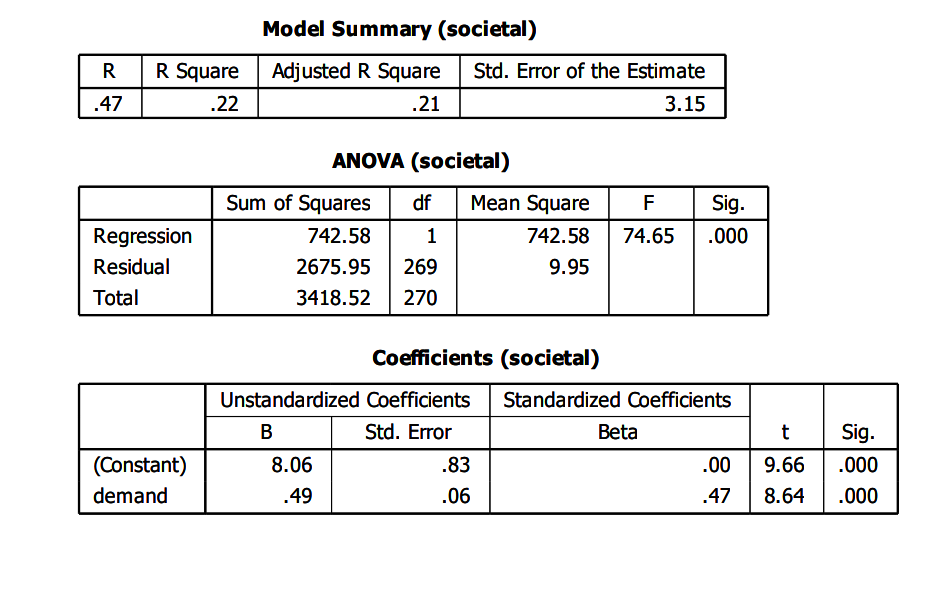 Model Summary (societal)
R R Square Adjusted R Square Std. Error of the Estimate
.47 .22 .21 3.15
ANOVA (societal)
Sum of Squares df Mean Square F Sig.
Regression 742.58 1 742.58 74.65 .000
Residual 2675.95 269 9.95
Total 3418.52 270
Coefficients (societal)
Unstandardized Coefficients Standardized Coefficients
B Std. Error Beta t Sig.
(Constant) 8.06 .83 .00 9.66 .000
demand .49 .06 .47 8.64 .000